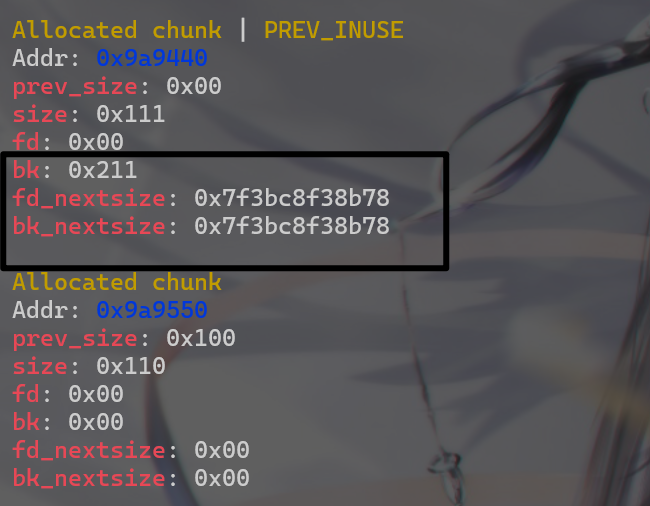 Allocated chunk | PREV_INUSE
Addr: 0x9a9440
prev_size: 0x00
size: 0x111
fd: 0x00
bk: 0x211
fd_nextsize: 0x7f3bc8f38b78
bk_nextsize: 0x7f3bc8f38b78
Allocated chunk
Addr: 0x9a9550
prev_size: 0x100
size: 0x110
fd: 0x00
bk: 0x00
fd_nextsize: 0x00
bk_nextsize: 0x00